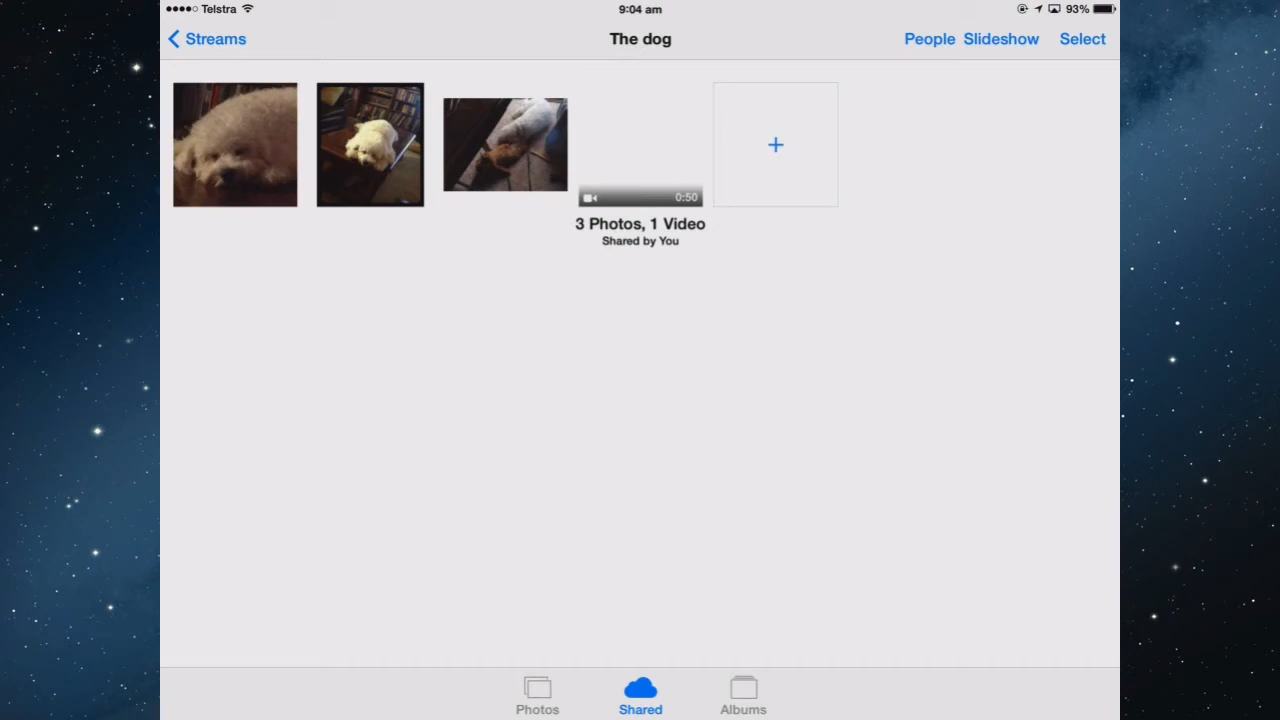 Telstra
9:04 am
93%
Streams
The dog
People Slideshow Select
0:50
+
3 Photos, 1 Video
Shared by You
Photos
Shared
Albums